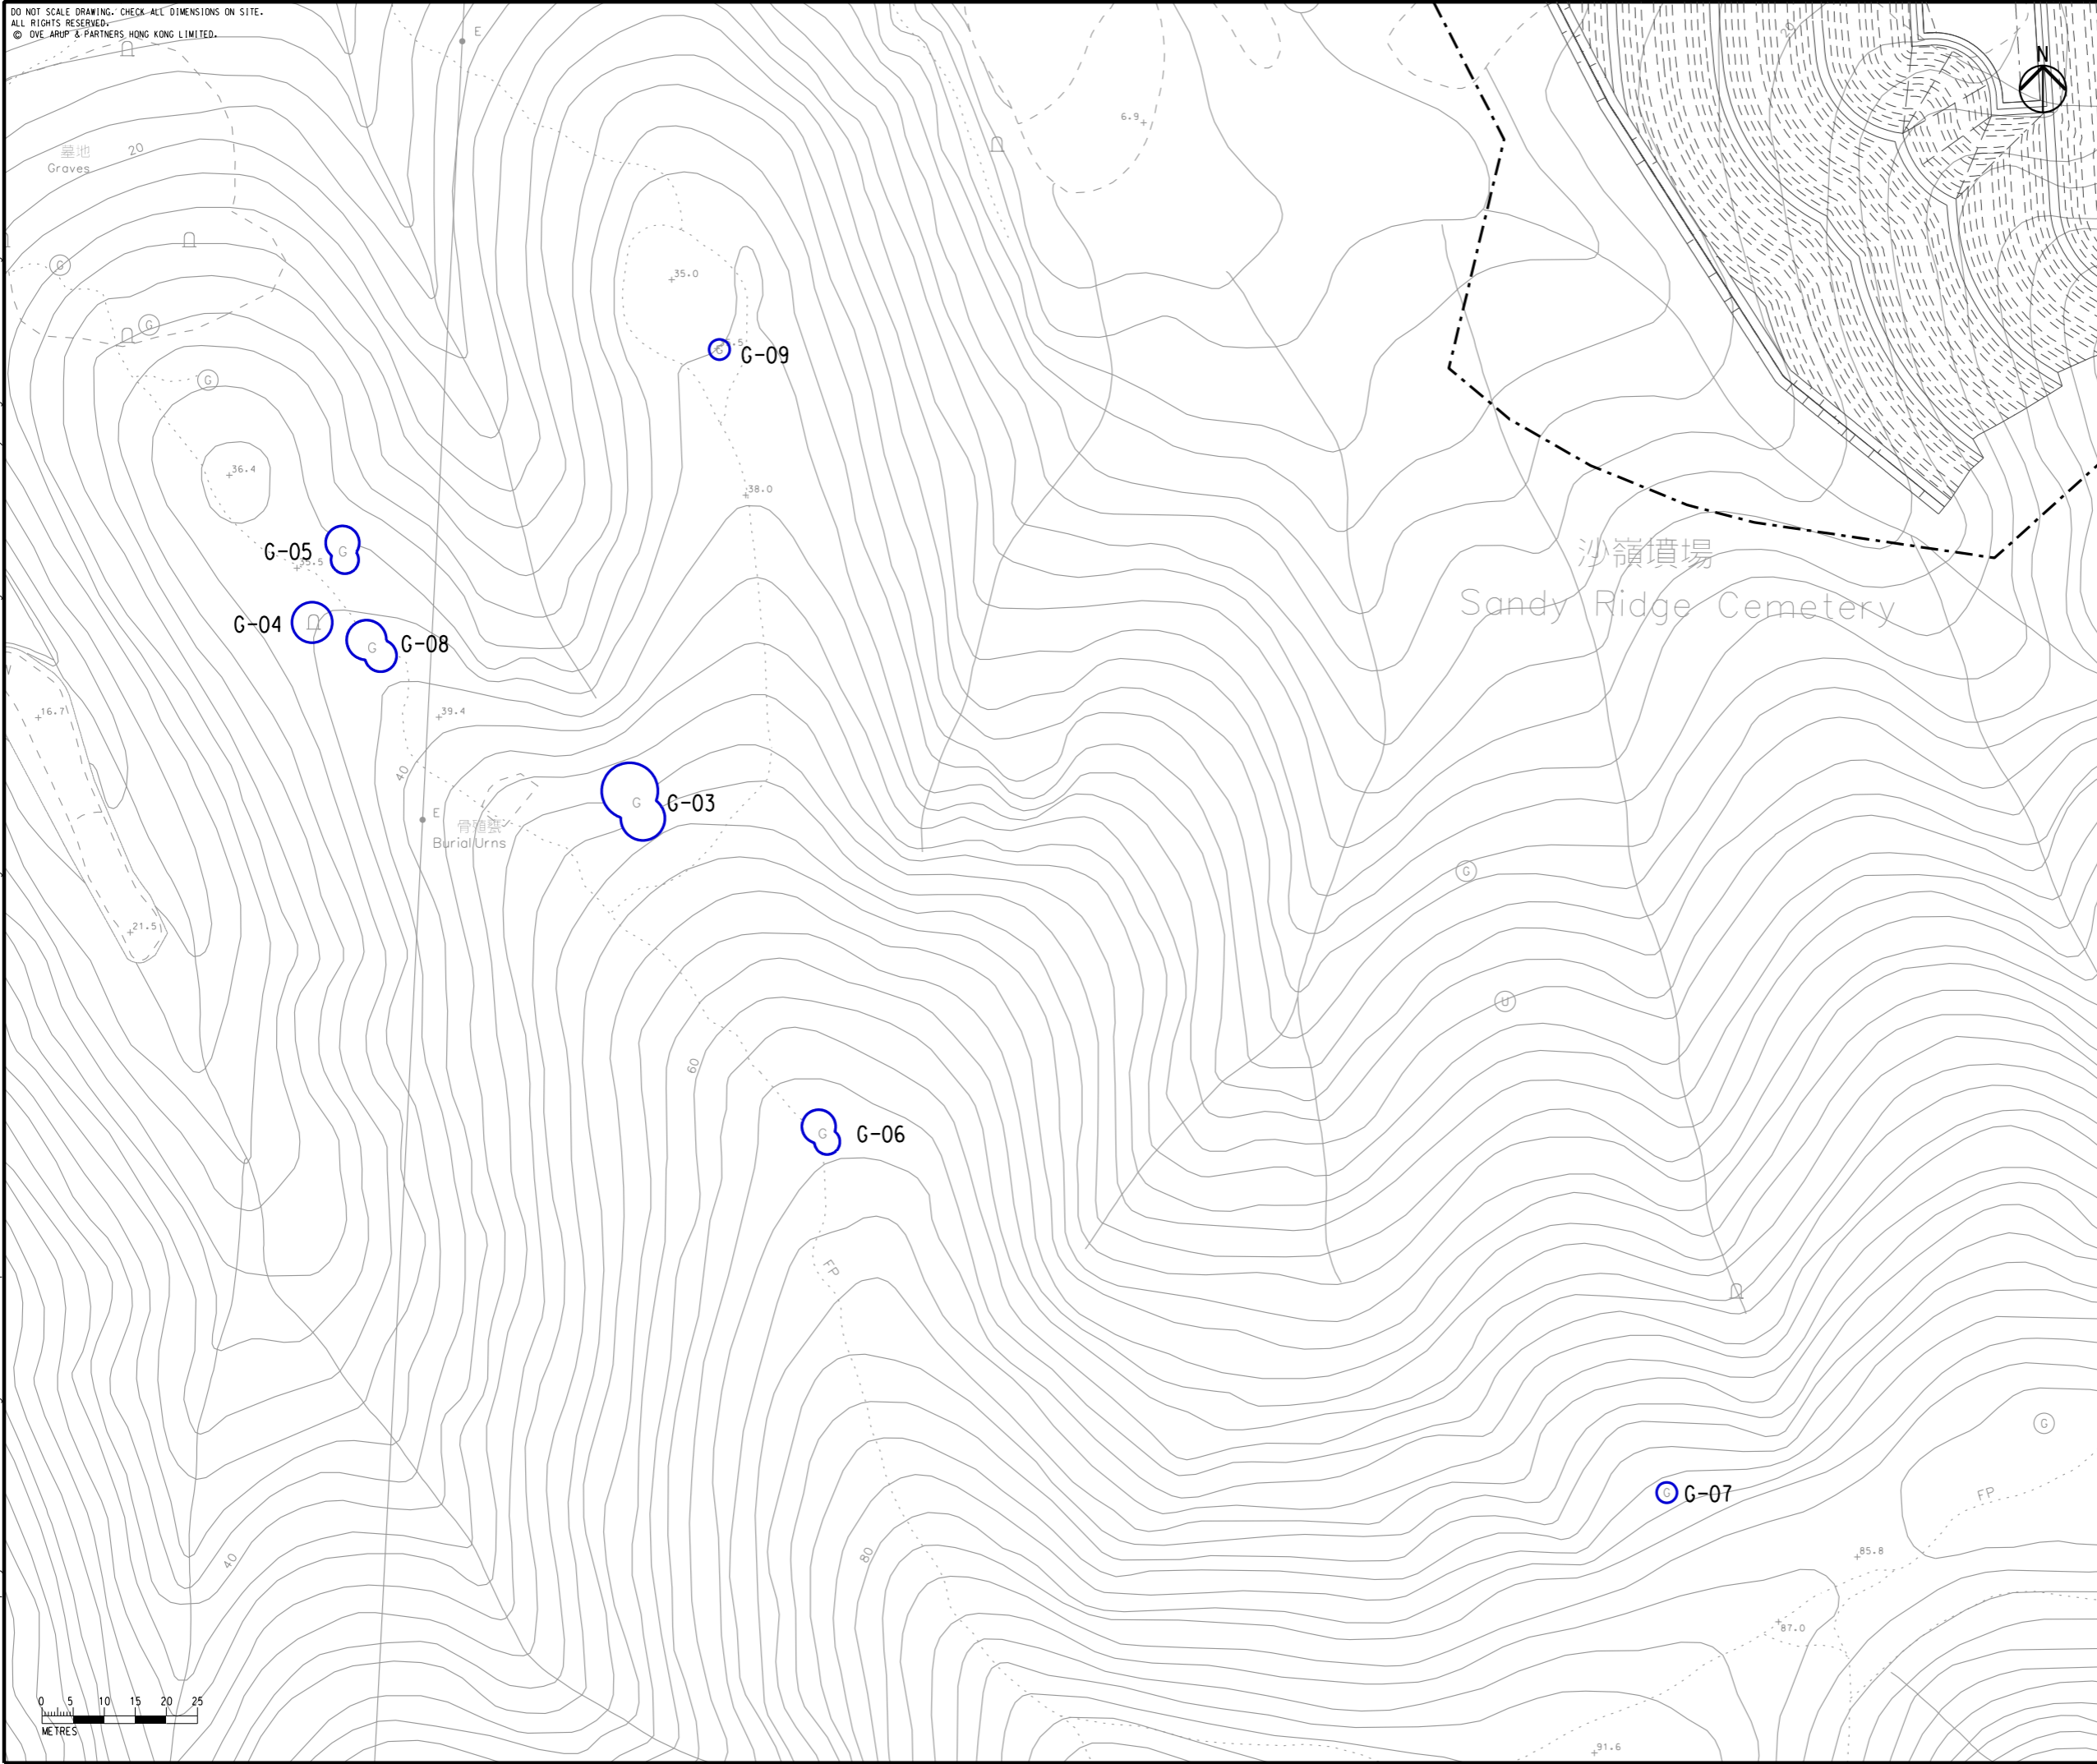 DO NOT SCALE DRAWING. CHECK ALL DIMENSIONS ON SITE.
ALL RIGHTS RESERVED.
© OVE ARUP & PARTNERS HONG KONG LIMITED.
E
20
N
6.9
墓地
20
Graves
G
35.0
G
G
G-09
G
36.4
38.0
G-05
G
35.5
沙嶺墳場
Sandy Ridge Cemetery
G-04
G
G-08
16.7
39.4
40
G
G-03
E
Burial Urns
G
21.5
U
60
G
G-06
FP
G
G
G-07
FP
40
80
85.8
87.0
0 5 10 15 20 25
METRES
91.6